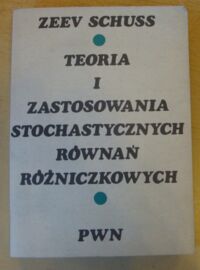 ZEEV SCHUSS
TEORIA
I
ZASTOSOWANIA
STOCHASTYCZNYCH
RÓWNAŃ
RÓŻNICZKOWYCH
PWN